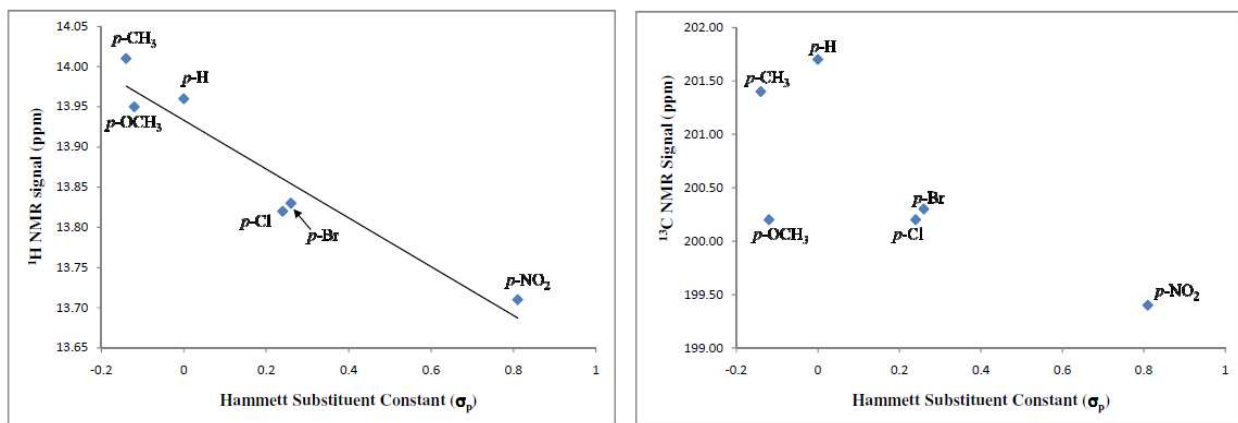 14.05
14.00
13.95
13.90
13.85
13.80
13.75
13.70
13.65
-0.2 0 0.2 0.4 0.6 0.8 1
¹H NMR signal (ppm)
Hammett Substituent Constant (σₚ)
p-CH₃
p-H
p-OCH₃
p-Cl
p-Br
p-NO₂
202.00
201.50
201.00
200.50
200.00
199.50
199.00
-0.2 0 0.2 0.4 0.6 0.8 1
¹³C NMR Signal (ppm)
Hammett Substituent Constant (σₚ)
p-H
p-CH₃
p-Br
p-OCH₃
p-Cl
p-NO₂